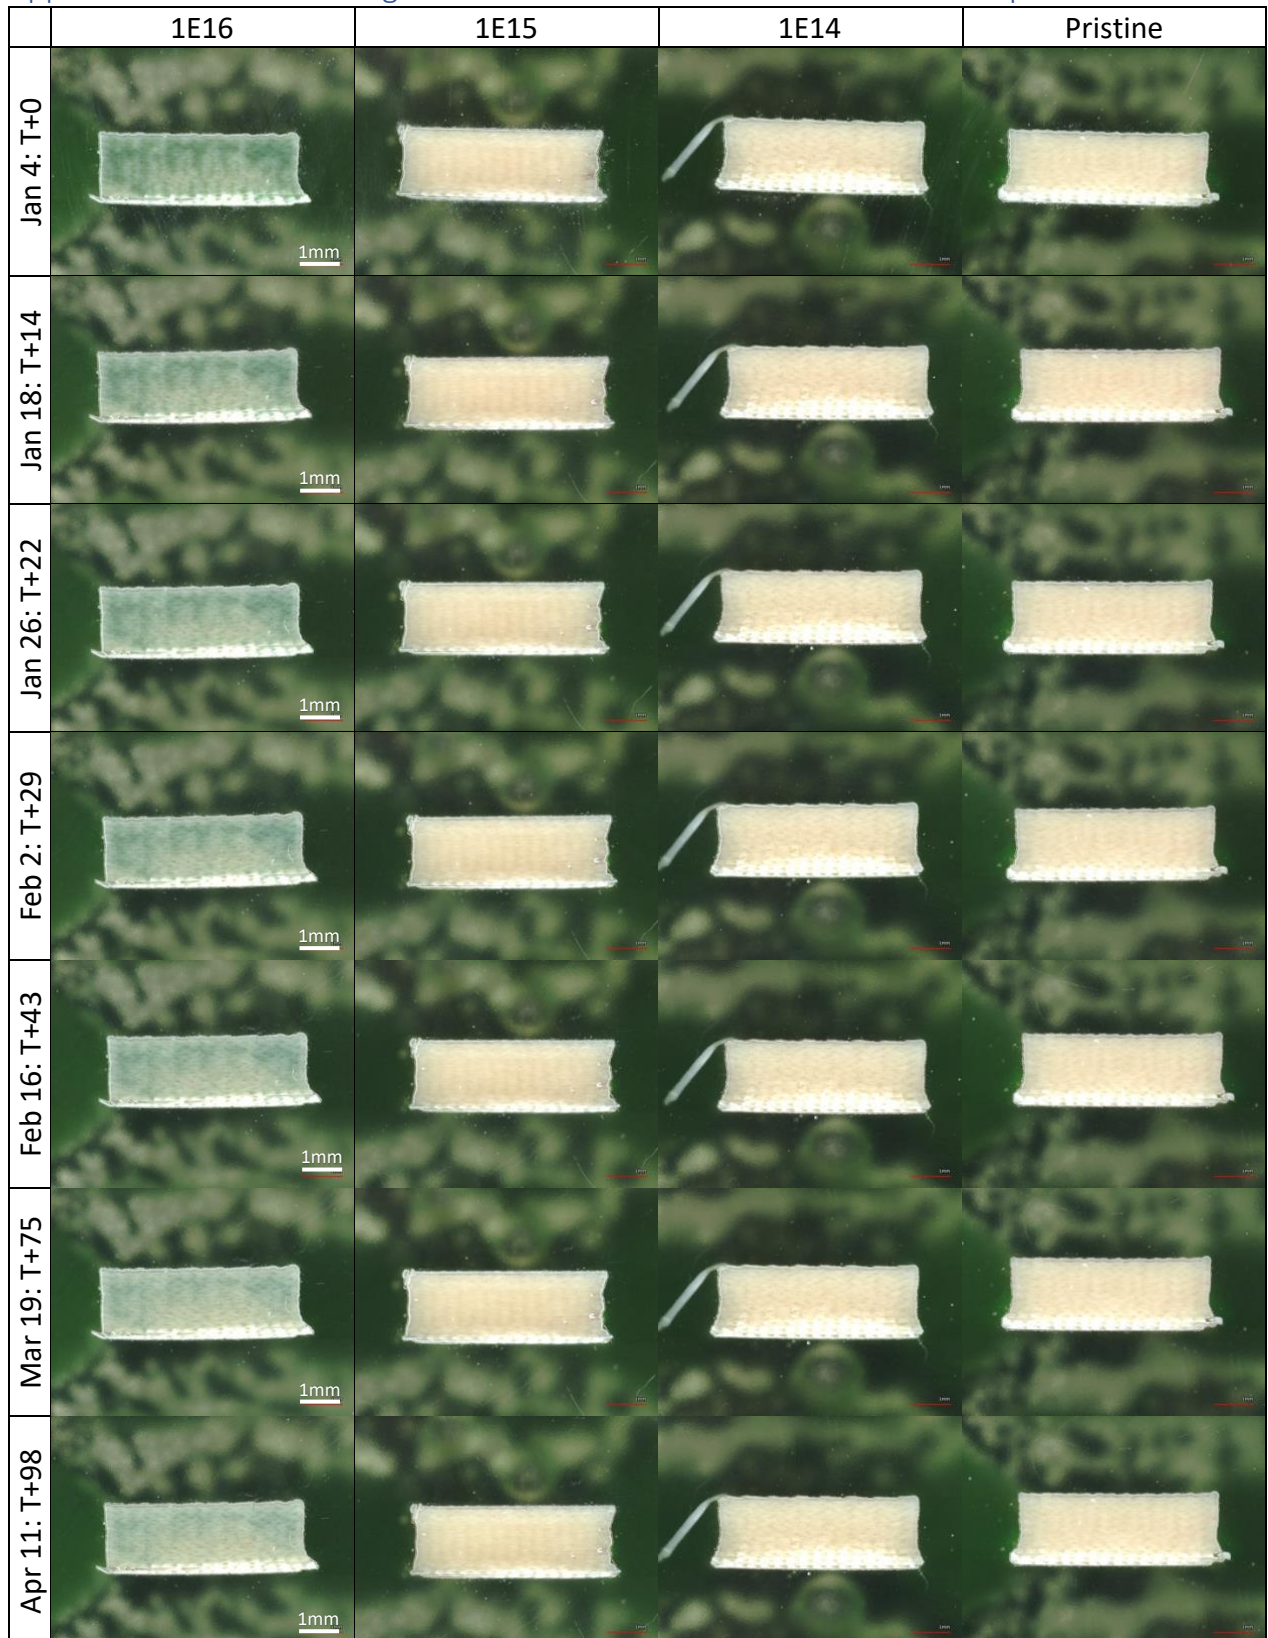 1E16 1E15 1E14 Pristine
Jan 4: T+0
1mm
Jan 18: T+14
1mm
Jan 26: T+22
1mm
Feb 2: T+29
1mm
Feb 16: T+43
1mm
Mar 19: T+75
1mm
Apr 11: T+98
1mm